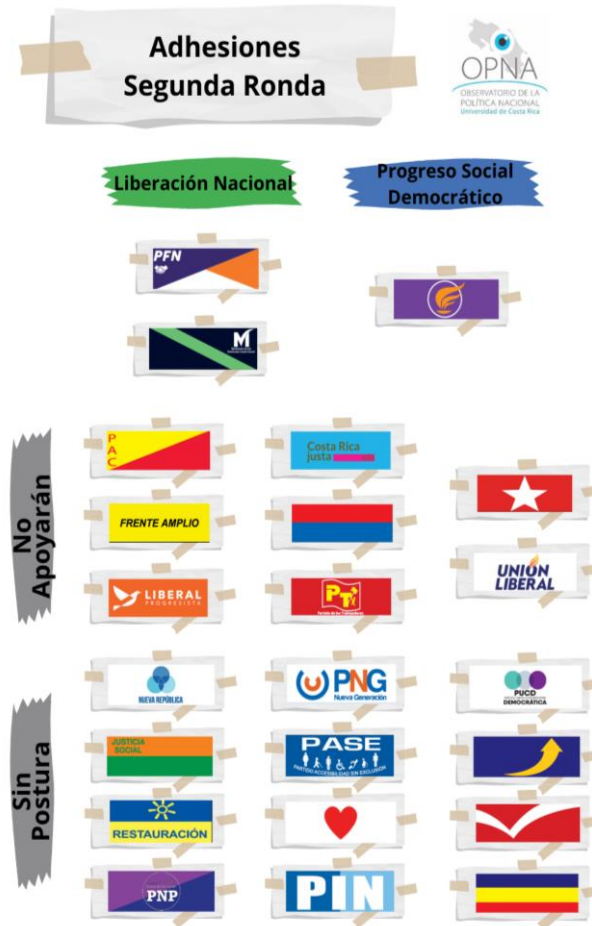 Adhesiones
Segunda Ronda
OPNA
OBSERVATORIO DE LA
POLÍTICA NACIONAL
Universidad de Costa Rica
Liberación Nacional
Progreso Social
Democrático
PFN
M
No
Apoyarán
PAC
Costa Rica
justa
FRENTE AMPLIO
UNIÓN
LIBERAL
LIBERAL
PROGRESISTA
PT
Partido de los Trabajadores
Sin
Postura
NUEVA REPÚBLICA
PNG
Nueva Generación
PUCD
DEMOCRÁTICA
JUSTICIA
SOCIAL
PASE
PARTIDO ACCESIBILIDAD SIN EXCLUSIÓN
RESTAURACIÓN
PNP
PIN